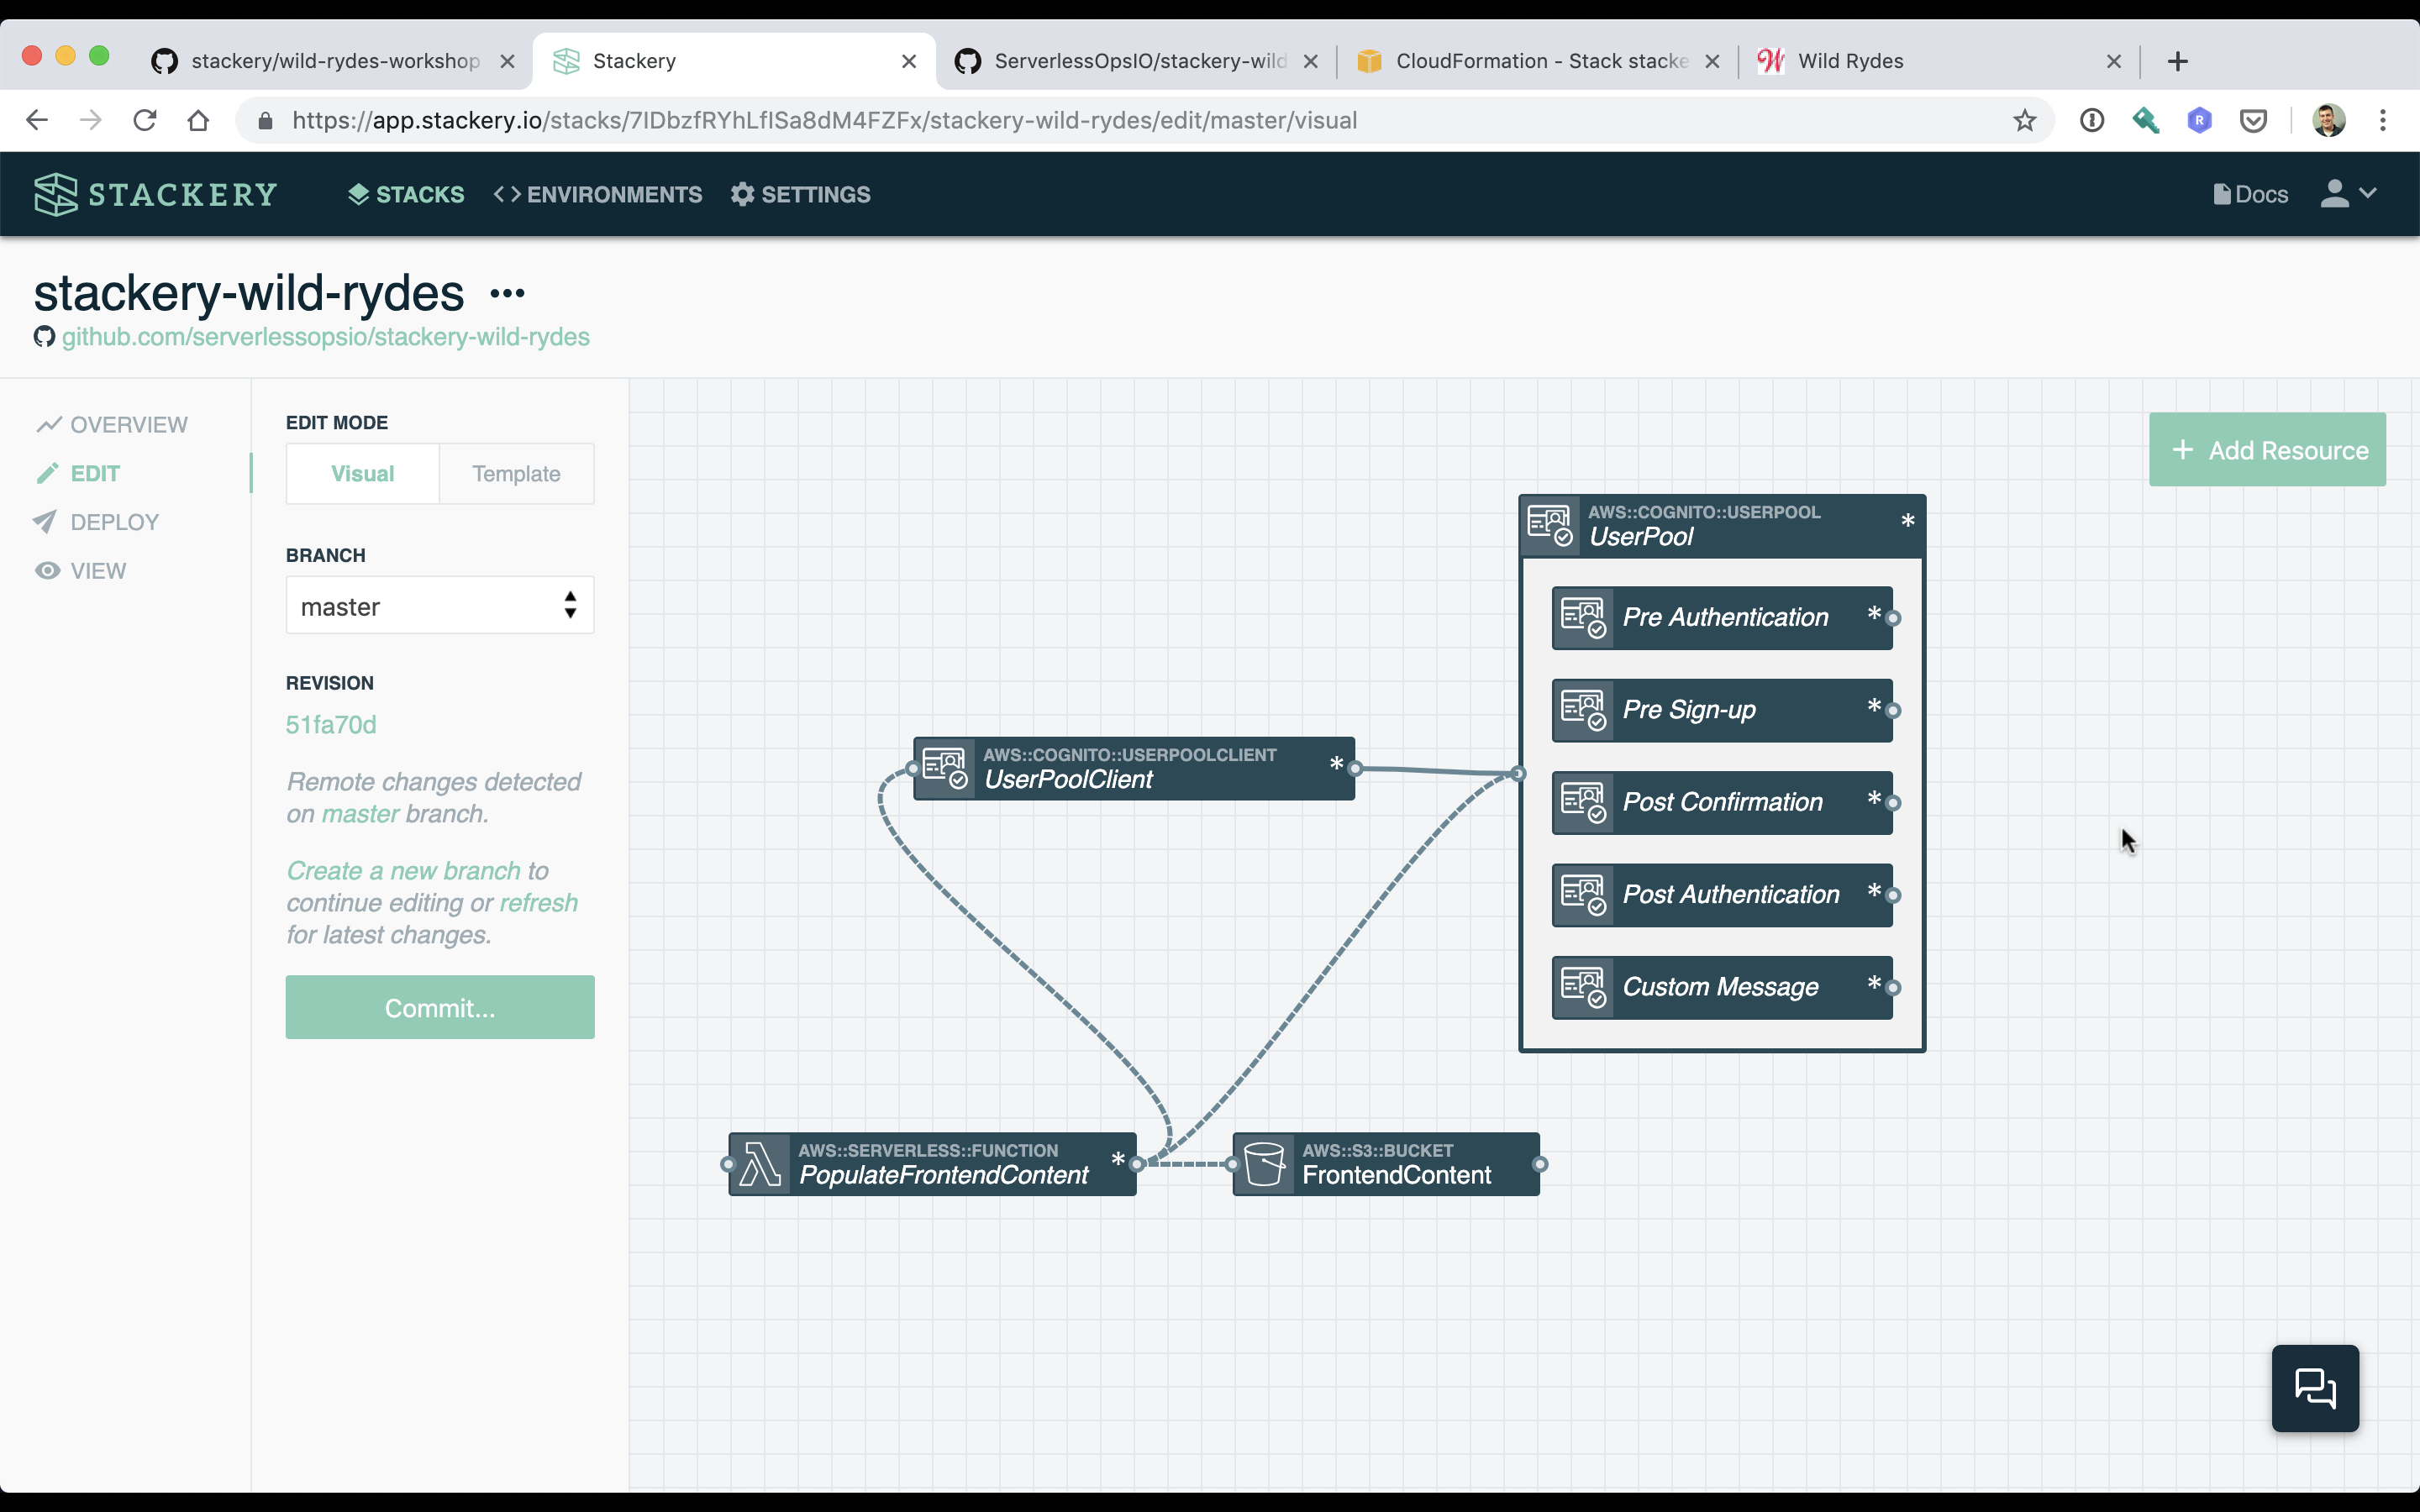 stackery/wild-rydes-workshop
Stackery
ServerlessOpsIO/stackery-wild
CloudFormation - Stack stacke
Wild Rydes
https://app.stackery.io/stacks/7IDbzfRYhLfISa8dM4FZFx/stackery-wild-rydes/edit/master/visual
STACKERY
STACKS
ENVIRONMENTS
SETTINGS
Docs
stackery-wild-rydes
github.com/serverlessopsio/stackery-wild-rydes
OVERVIEW
EDIT
DEPLOY
VIEW
EDIT MODE
Visual
Template
BRANCH
master
REVISION
51fa70d
Remote changes detected
on master branch.
Create a new branch to
continue editing or refresh
for latest changes.
Commit...
+ Add Resource
AWS::COGNITO::USERPOOL
UserPool *
Pre Authentication *
Pre Sign-up *
Post Confirmation *
Post Authentication *
Custom Message *
AWS::COGNITO::USERPOOLCLIENT
UserPoolClient *
AWS::SERVERLESS::FUNCTION
PopulateFrontendContent *
AWS::S3::BUCKET
FrontendContent